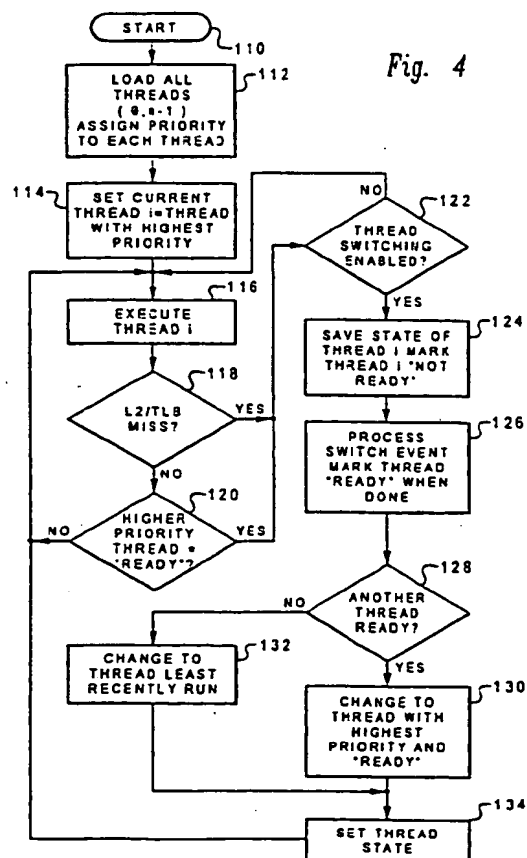 START
110
Fig. 4
112
LOAD ALL
THREADS
(0,n-1)
ASSIGN PRIORITY
TO EACH THREAD
114
SET CURRENT
THREAD i=THREAD
WITH HIGHEST
PRIORITY
NO
122
THREAD
SWITCHING
ENABLED?
YES
116
EXECUTE
THREAD i
124
SAVE STATE OF
THREAD i MARK
THREAD i "NOT
READY"
118
L2/TLB
MISS?
YES
NO
126
PROCESS
SWITCH EVENT
MARK THREAD
"READY" WHEN
DONE
120
HIGHER
PRIORITY
THREAD =
"READY"?
NO
YES
128
ANOTHER
THREAD
READY?
NO
YES
132
CHANGE TO
THREAD LEAST
RECENTLY RUN
130
CHANGE TO
THREAD WITH
HIGHEST
PRIORITY AND
"READY"
134
SET THREAD
STATE